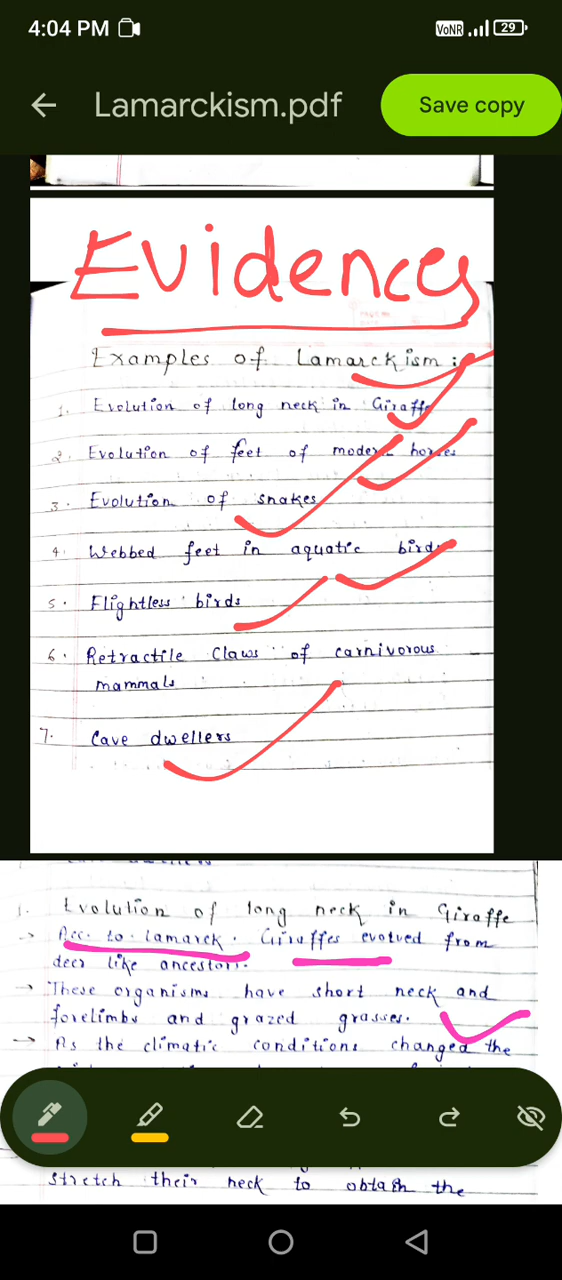 4:04 PM
VoNR 29
Lamarckism.pdf
Save copy
Evidences
Examples of Lamarckism :
1. Evolution of long neck in Giraffe
2. Evolution of feet of modern horses
3. Evolution of snakes
4. Webbed feet in aquatic birds
5. Flightless birds
6. Retractile Claws of carnivorous
mammals
7. Cave dwellers
1. Evolution of long neck in Giraffe
→ Acc. to lamarck. Giraffes evolved from
deer like ancestors.
→ These organisms have short neck and
forelimbs and grazed grasses.
→ As the climatic conditions changed the
stretch their neck to obtain the